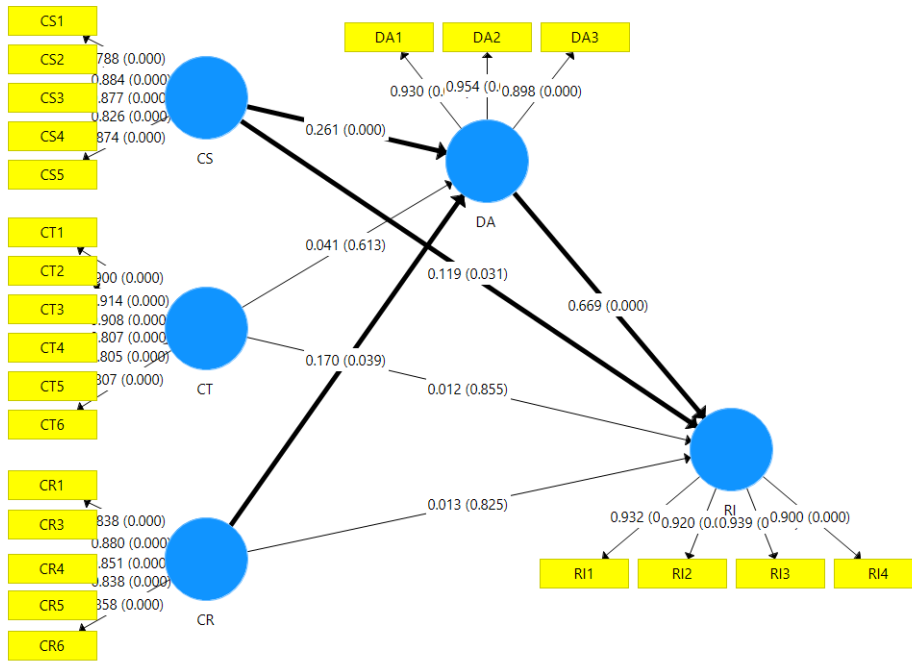 CS1
CS2
CS3
CS4
CS5
788 (0.000)
0.884 (0.000)
.877 (0.000
0.826 (0.000)
874 (0.000)
CS
DA1
DA2
DA3
0.930
0.954
0.898 (0.000)
DA
0.261 (0.000)
CT1
CT2
CT3
CT4
CT5
CT6
900 (0.000)
.914 (0.000)
.908 (0.000
.807 (0.000)
.805 (0.000)
807 (0.000)
CT
0.041 (0.613)
0.119 (0.031)
0.669 (0.000)
0.170 (0.039)
0.012 (0.855)
0.013 (0.825)
CR1
CR3
CR4
CR5
CR6
838 (0.000)
0.880 (0.000)
.851 (0.000
0.838 (0.000)
858 (0.000)
CR
RI
0.932
0.920
0.939
0.900 (0.000)
RI1
RI2
RI3
RI4